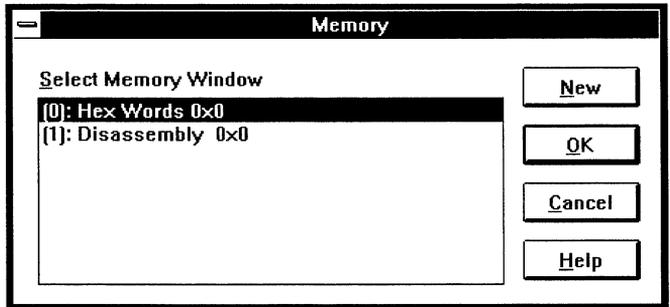 Memory
Select Memory Window
(0): Hex Words 0x0
(1): Disassembly 0x0
New
OK
Cancel
Help